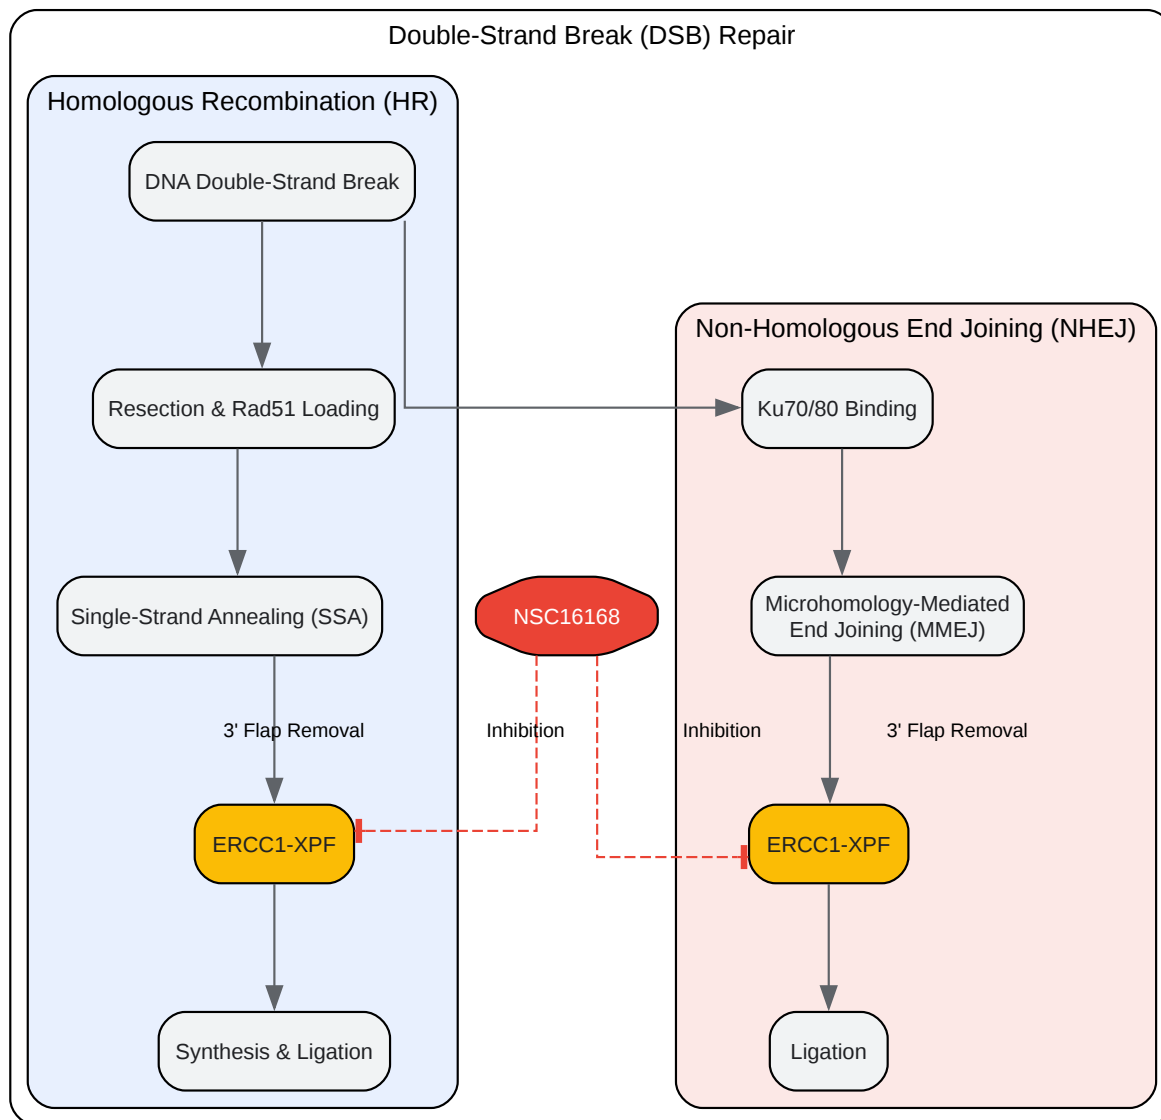 Double-Strand Break (DSB) Repair
Homologous Recombination (HR)
DNA Double-Strand Break
Resection & Rad51 Loading
Single-Strand Annealing (SSA)
3' Flap Removal
ERCC1-XPF
Synthesis & Ligation
NSC16168
Inhibition
Inhibition
Non-Homologous End Joining (NHEJ)
Ku70/80 Binding
Microhomology-Mediated
End Joining (MMEJ)
3' Flap Removal
ERCC1-XPF
Ligation